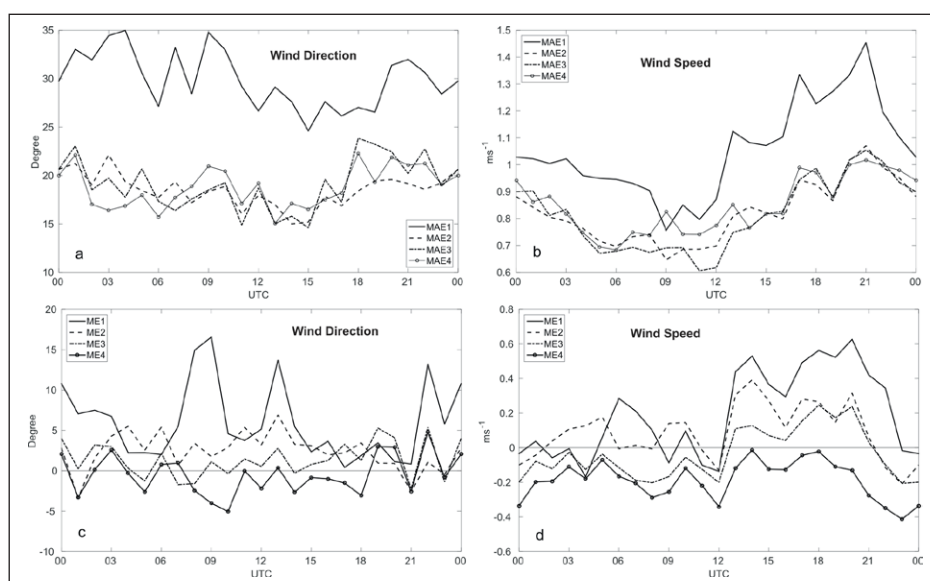 35
30
25
20
15
10
Degree
Wind Direction
a
MAE1
MAE2
MAE3
MAE4
00 03 06 09 12 15 18 21 00
UTC
1.5
1.4
1.3
1.2
1.1
1
0.9
0.8
0.7
0.6
ms⁻¹
MAE1
MAE2
MAE3
MAE4
Wind Speed
b
00 03 06 09 12 15 18 21 00
UTC
20
15
10
5
0
-5
-10
Degree
ME1
ME2
ME3
ME4
Wind Direction
c
00 03 06 09 12 15 18 21 00
UTC
0.8
0.6
0.4
0.2
0
-0.2
-0.4
-0.6
ms⁻¹
ME1
ME2
ME3
ME4
Wind Speed
d
00 03 06 09 12 15 18 21 00
UTC